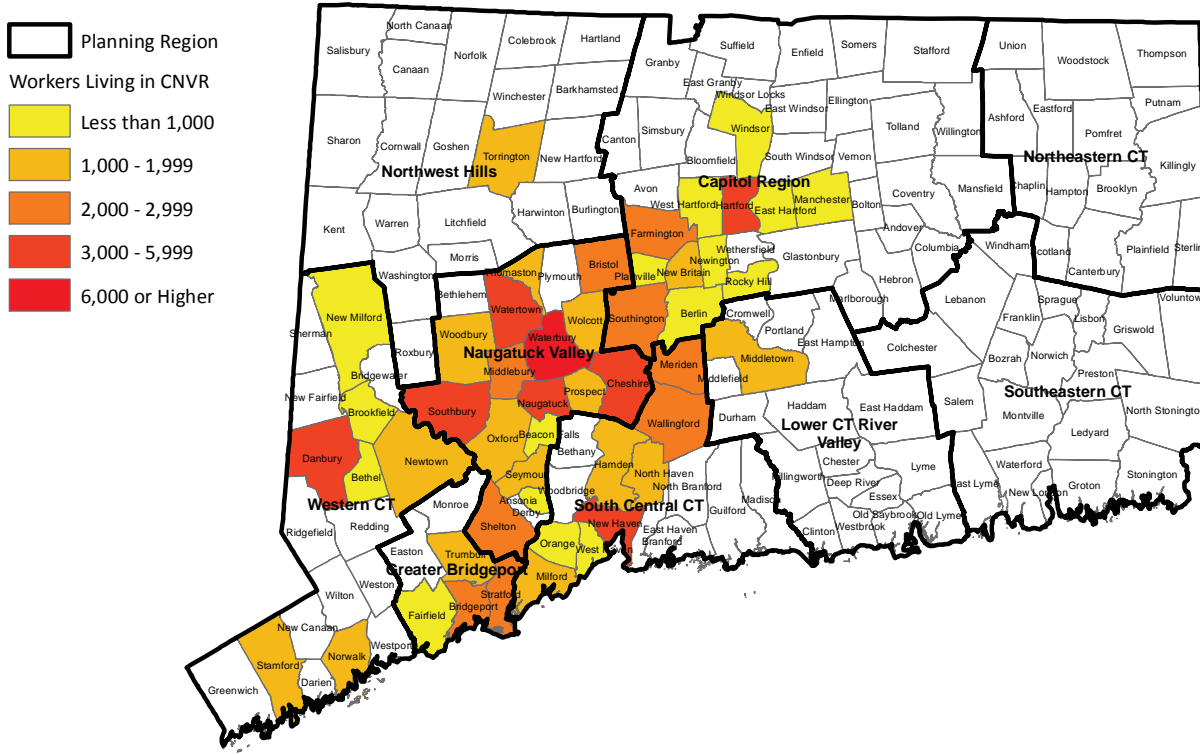 Planning Region
Workers Living in CNVR
Less than 1,000
1,000 - 1,999
2,000 - 2,999
3,000 - 5,999
6,000 or Higher
North Canaan
Salisbury
Canaan
Norfolk
Colebrook
Hartland
Winchester
Barkhamsted
Sharon
Cornwall
Goshen
Torrington
New Hartford
Northwest Hills
Kent
Warren
Litchfield
Harwinton
Burlington
Morris
Washington
Bethlehem
Roxbury
Suffield
Enfield
Somers
Stafford
Granby
East Granby
Windsor Locks
East Windsor
Ellington
Canton
Simsbury
Windsor
Tolland
Willington
Bloomfield
South Windsor
Vernon
Avon
Capitol Region
West Hartford
Hartford
East Hartford
Manchester
Bolton
Coventry
Mansfield
Andover
Farmington
Wethersfield
Glastonbury
Columbia
Newington
New Britain
Plainville
Rocky Hill
Hebron
Marlborough
Southington
Berlin
Union
Woodstock
Thompson
Ashford
Eastford
Putnam
Pomfret
Northeastern CT
Killingly
Chaplin
Hampton
Brooklyn
Windham
Scotland
Canterbury
Plainfield
Sterlin
Thomaston
Plymouth
Bristol
Watertown
Wolcott
Woodbury
Waterbury
Naugatuck Valley
Middlebury
Cheshire
Prospect
Naugatuck
Southbury
Oxford
Beacon Falls
Seymour
Ansonia
Derby
Shelton
New Milford
Sherman
Bridgewater
New Fairfield
Brookfield
Danbury
Bethel
Newtown
Western CT
Ridgefield
Redding
Weston
Wilton
New Canaan
Westport
Norwalk
Stamford
Darien
Greenwich
Monroe
Easton
Trumbull
Greater Bridgeport
Fairfield
Bridgeport
Stratford
Meriden
Wallingford
Bethany
Hamden
North Haven
North Branford
Woodbridge
South Central CT
New Haven
East Haven
Branford
Guilford
Madison
Orange
West Haven
Milford
Cromwell
Portland
East Hampton
Middletown
Middlefield
Durham
Haddam
East Haddam
Lower CT River
Valley
Chester
Lyme
Killingworth
Deep River
Essex
Old Saybrook
Old Lyme
Westbrook
Clinton
Lebanon
Sprague
Voluntow
Franklin
Lisbon
Griswold
Colchester
Bozrah
Norwich
Preston
Southeastern CT
Salem
Montville
North Stonington
Ledyard
Waterford
East Lyme
New London
Groton
Stonington